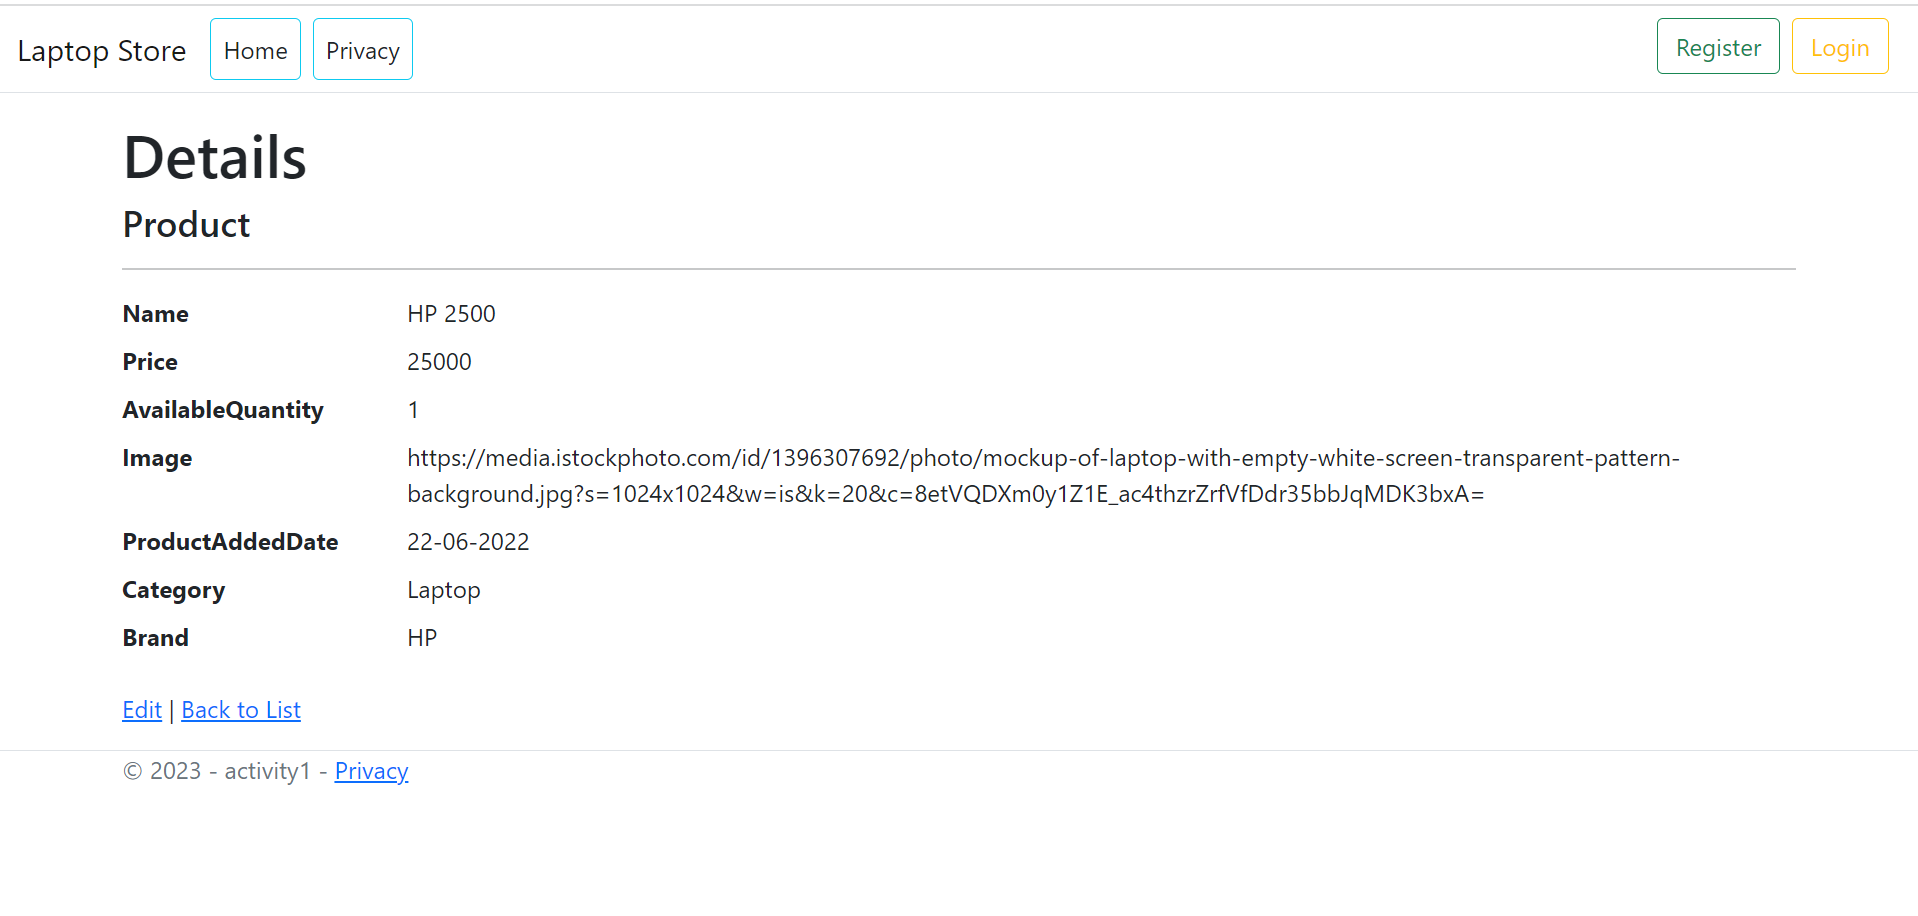 Laptop Store Home Privacy Register Login
Details
Product
Name HP 2500
Price 25000
AvailableQuantity 1
Image https://media.istockphoto.com/id/1396307692/photo/mockup-of-laptop-with-empty-white-screen-transparent-pattern-
background.jpg?s=1024x1024&w=is&k=20&c=8etVQDXm0y1Z1E_ac4thzrZrfVfDdr35bbJqMDK3bxA=
ProductAddedDate 22-06-2022
Category Laptop
Brand HP
Edit | Back to List
© 2023 - activity1 - Privacy